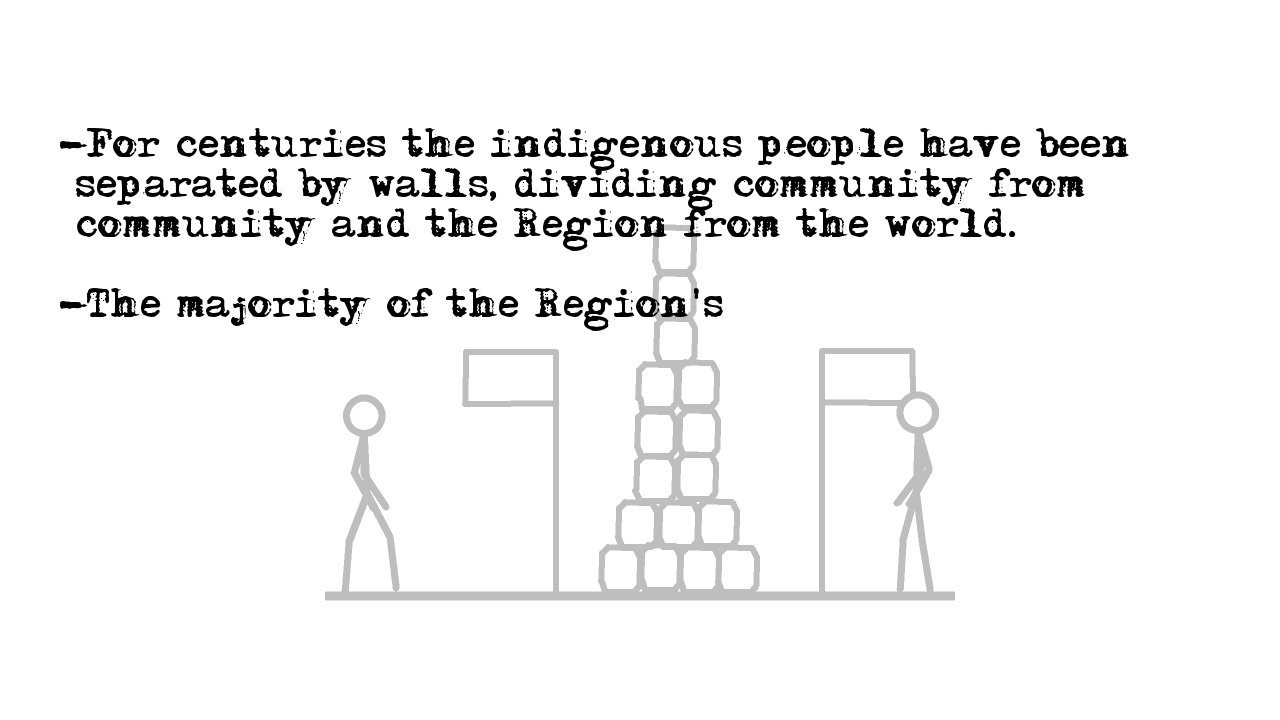 -For centuries the indigenous people have been
separated by walls, dividing community from
community and the Region from the world.
-The majority of the Region's